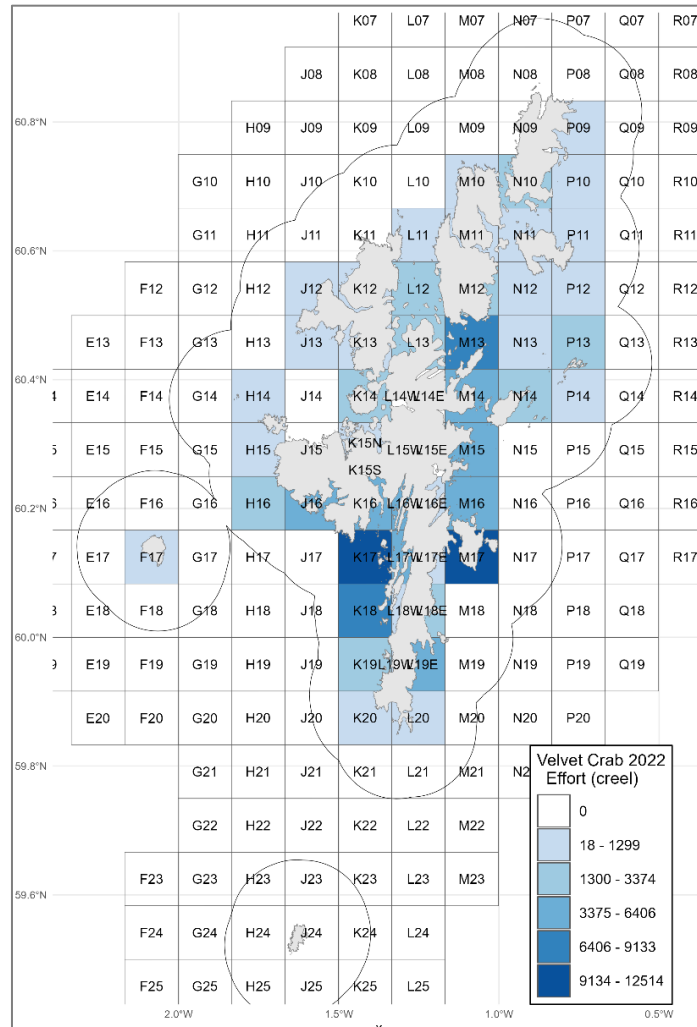 K07 L07 M07 N07 P07 Q07 R07
J08 K08 L08 M08 N08 P08 Q08 R08
60.8°N
H09 J09 K09 L09 M09 N09 P09 Q09 R09
G10 H10 J10 K10 L10 M10 N10 P10 Q10 R10
60.6°N
G11 H11 J11 K11 L11 M11 N11 P11 Q11 R11
F12 G12 H12 J12 K12 L12 M12 N12 P12 Q12 R12
E13 F13 G13 H13 J13 K13 L13 M13 N13 P13 Q13 R13
60.4°N
4 E14 F14 G14 H14 J14 K14 L14W L14E M14 N14 P14 Q14 R14
5 E15 F15 G15 H15 J15 K15N L15W L15E M15 N15 P15 Q15 R15
K15S
60.2°N
6 E16 F16 G16 H16 J16 K16 L16W L16E M16 N16 P16 Q16 R16
7 E17 F17 G17 H17 J17 K17 L17W L17E M17 N17 P17 Q17 R17
8 E18 F18 G18 H18 J18 K18 L18W L18E M18 N18 P18 Q18
60.0°N
9 E19 F19 G19 H19 J19 K19 L19W L19E M19 N19 P19 Q19
E20 F20 G20 H20 J20 K20 L20 M20 N20 P20
59.8°N
G21 H21 J21 K21 L21 M21 N2
G22 H22 J22 K22 L22 M22
59.6°N
F23 G23 H23 J23 K23 L23 M23
F24 G24 H24 J24 K24 L24
F25 G25 H25 J25 K25 L25
2.0°W 1.5°W 1.0°W 0.5°W
Velvet Crab 2022
Effort (creel)
0
18 - 1299
1300 - 3374
3375 - 6406
6406 - 9133
9134 - 12514